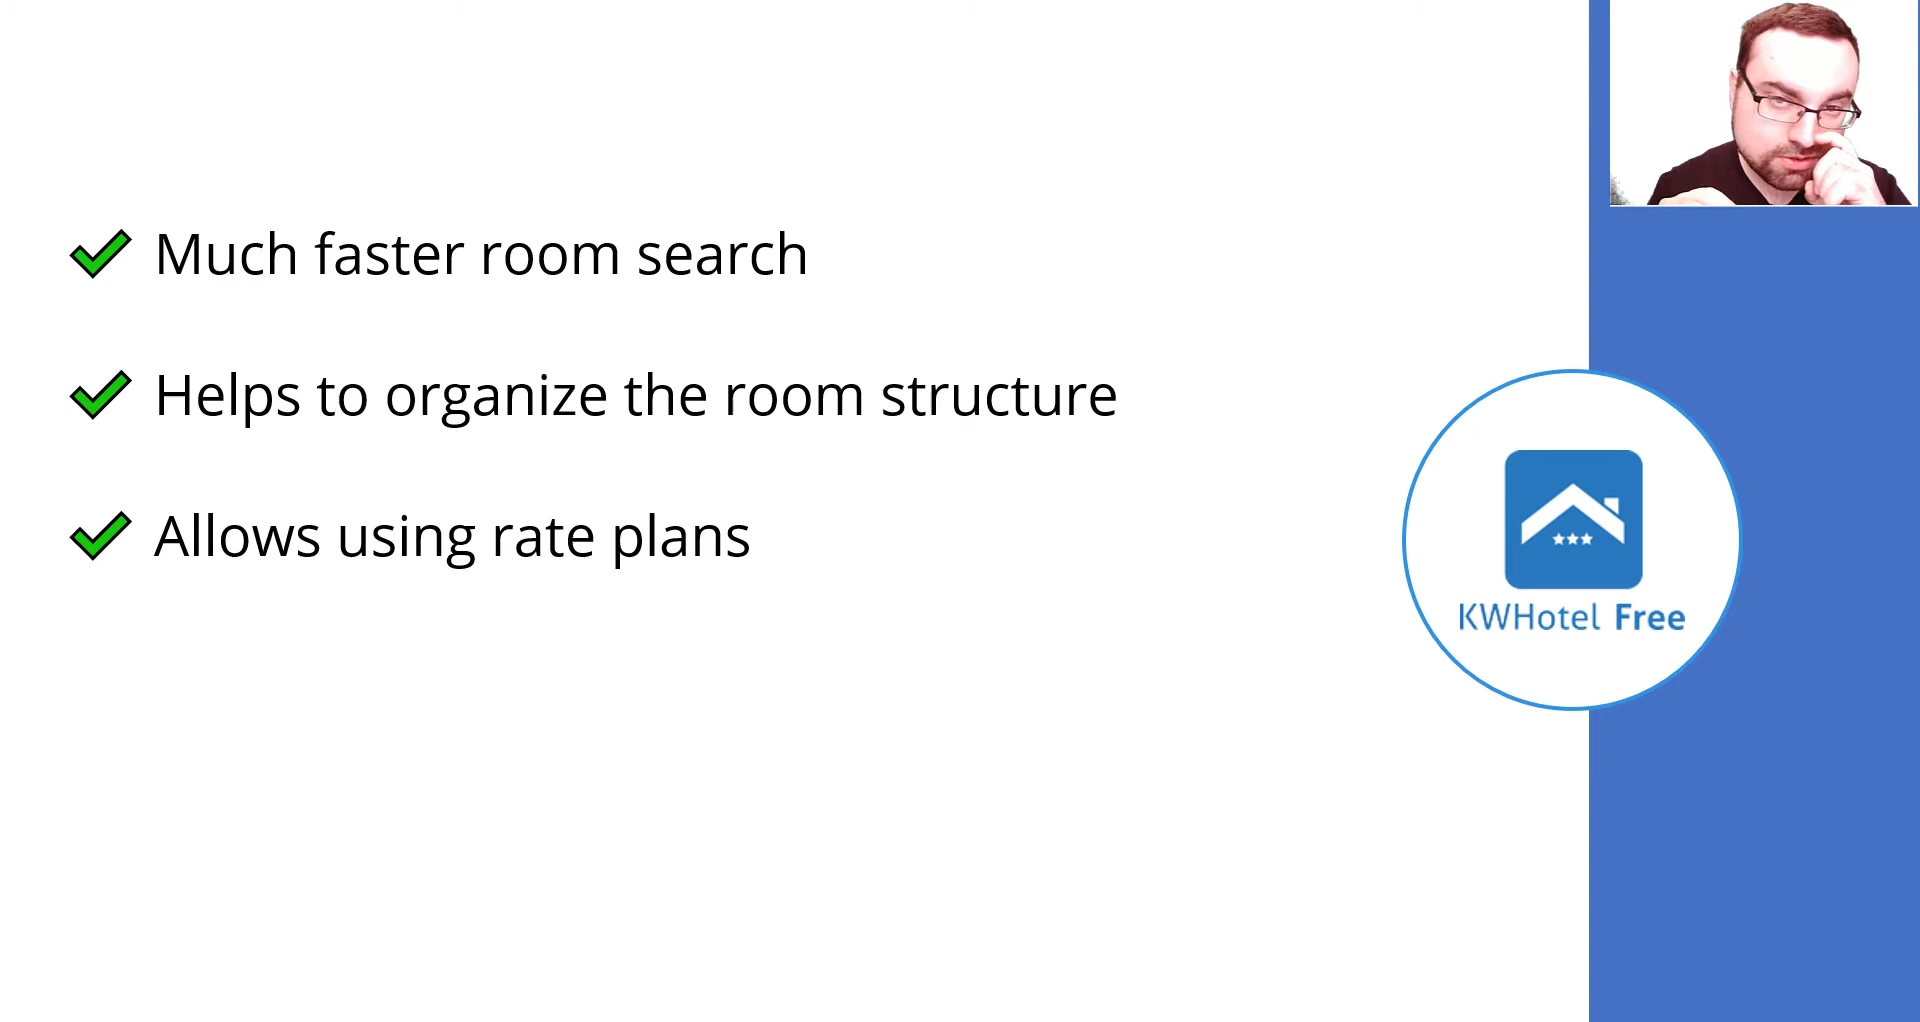 Much faster room search
Helps to organize the room structure
Allows using rate plans
KWHotel Free